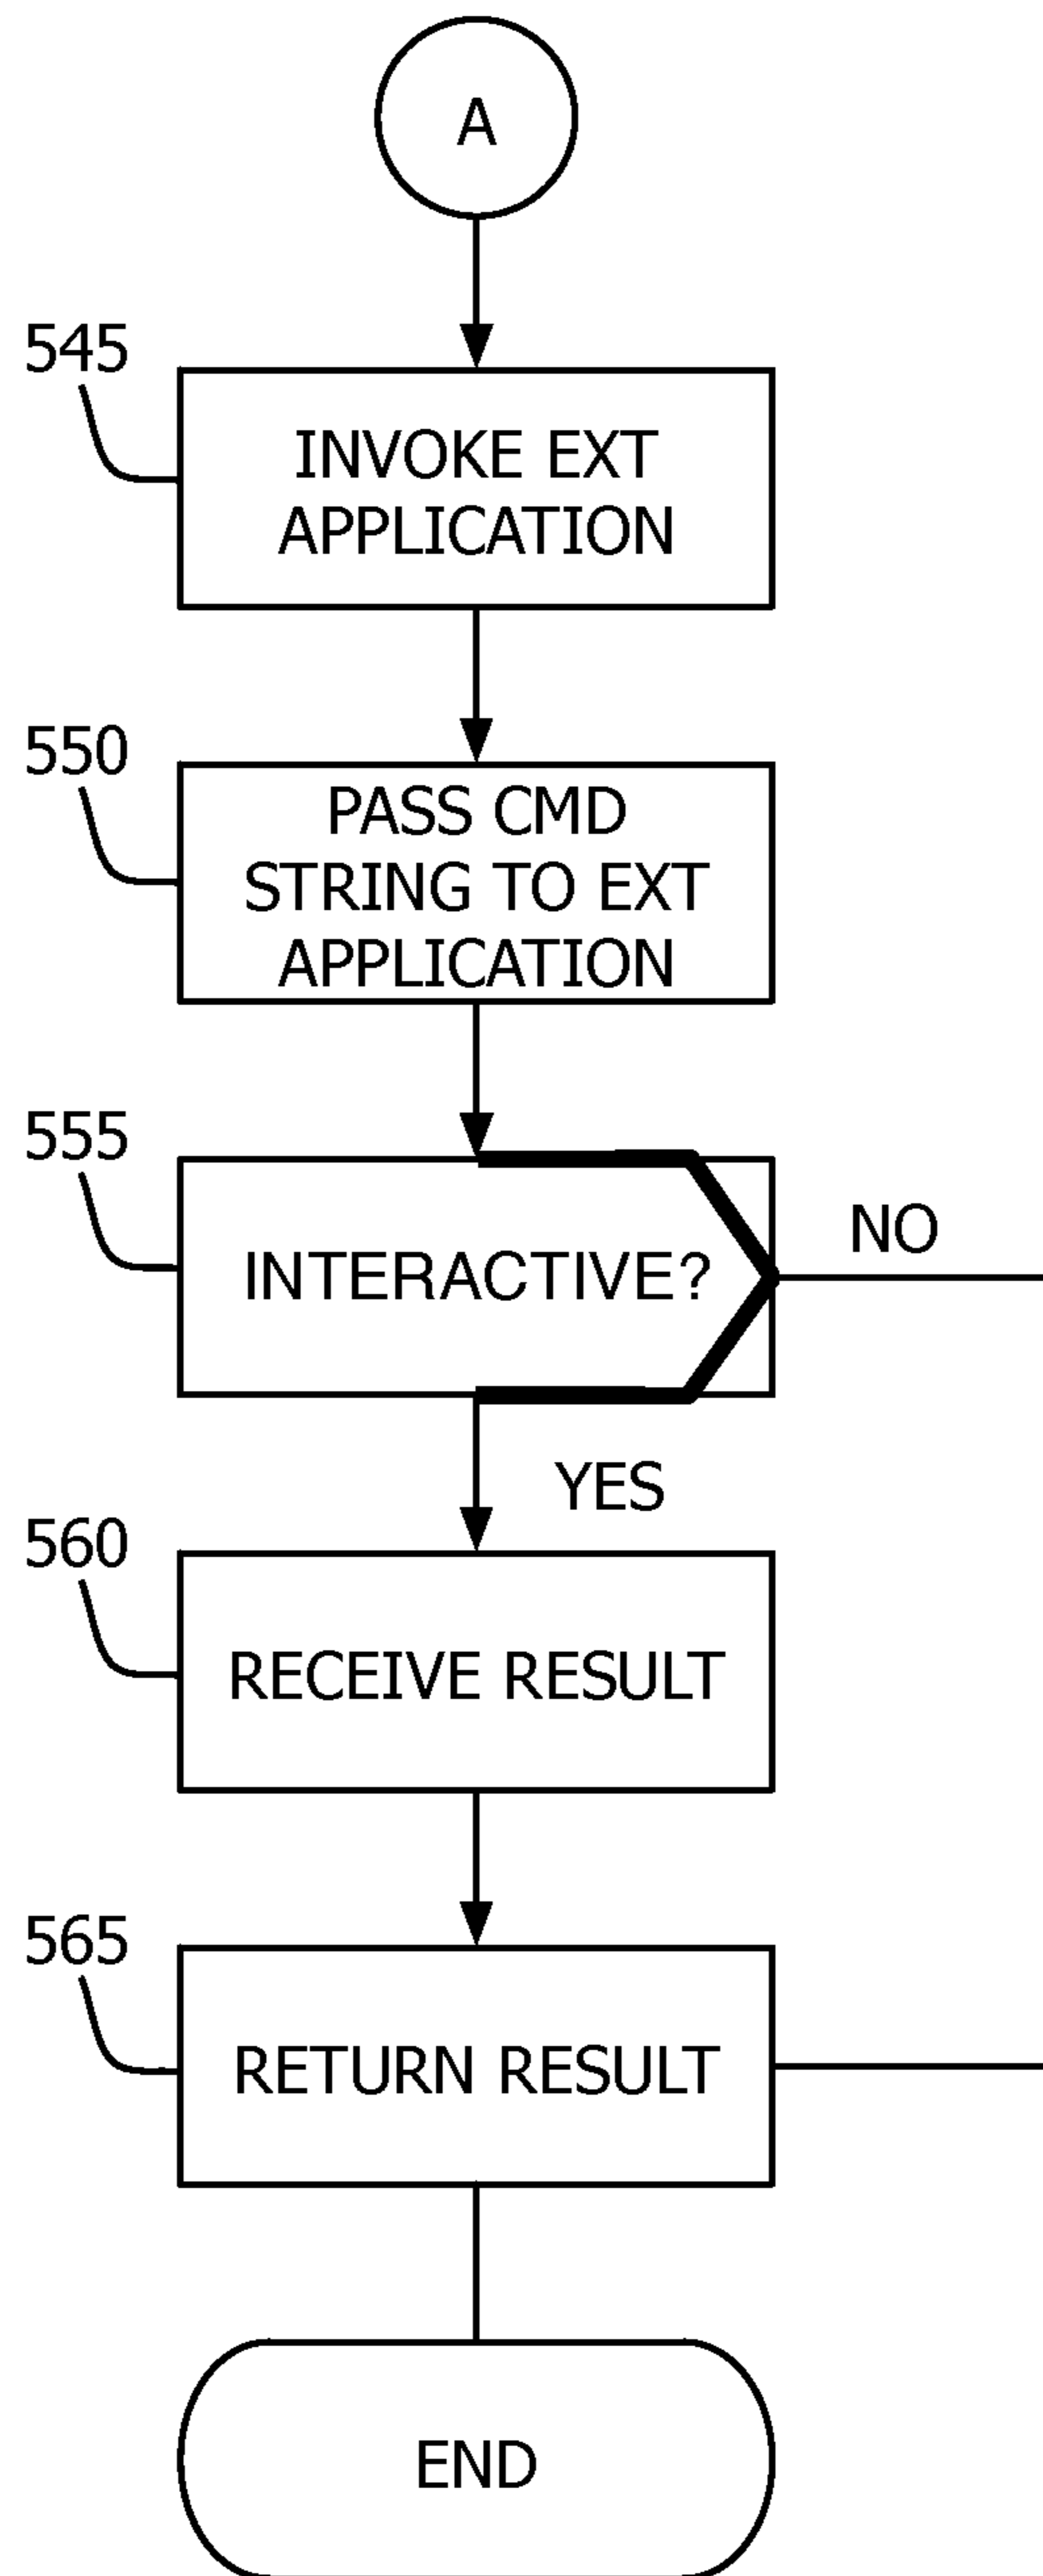 A
545
INVOKE EXT
APPLICATION
550
PASS CMD
STRING TO EXT
APPLICATION
555
INTERACTIVE?
NO
YES
560
RECEIVE RESULT
565
RETURN RESULT
END